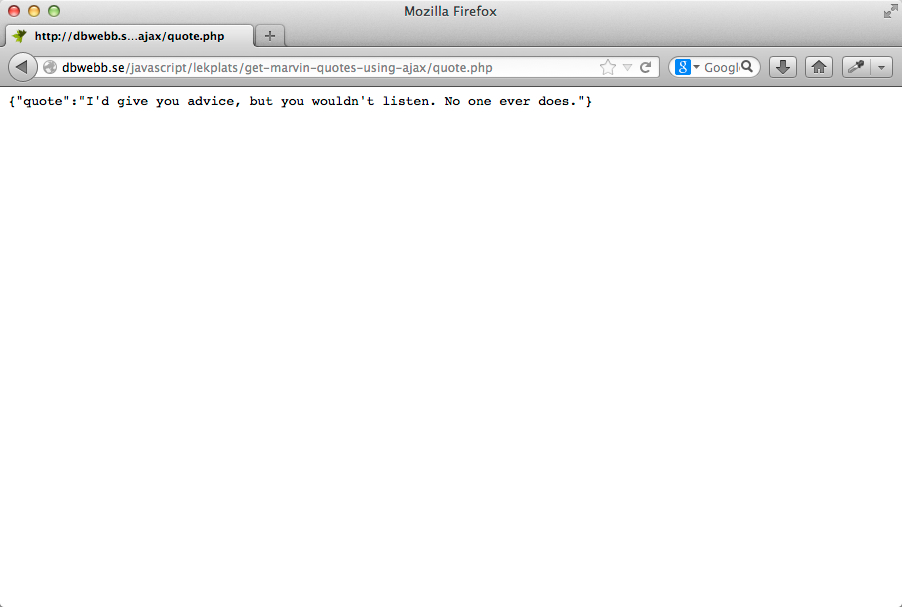 Mozilla Firefox
http://dbwebb.s...ajax/quote.php
dbwebb.se/javascript/lekplats/get-marvin-quotes-using-ajax/quote.php
Googl
{"quote":"I'd give you advice, but you wouldn't listen. No one ever does."}